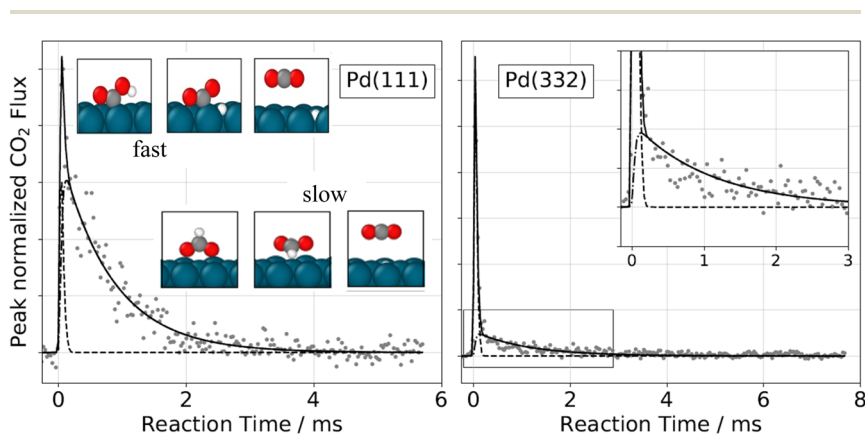 Pd(111)
fast
slow
Peak normalized CO₂ Flux
0 2 4 6
Reaction Time / ms
Pd(332)
0 1 2 3
0 2 4 6 8
Reaction Time / ms